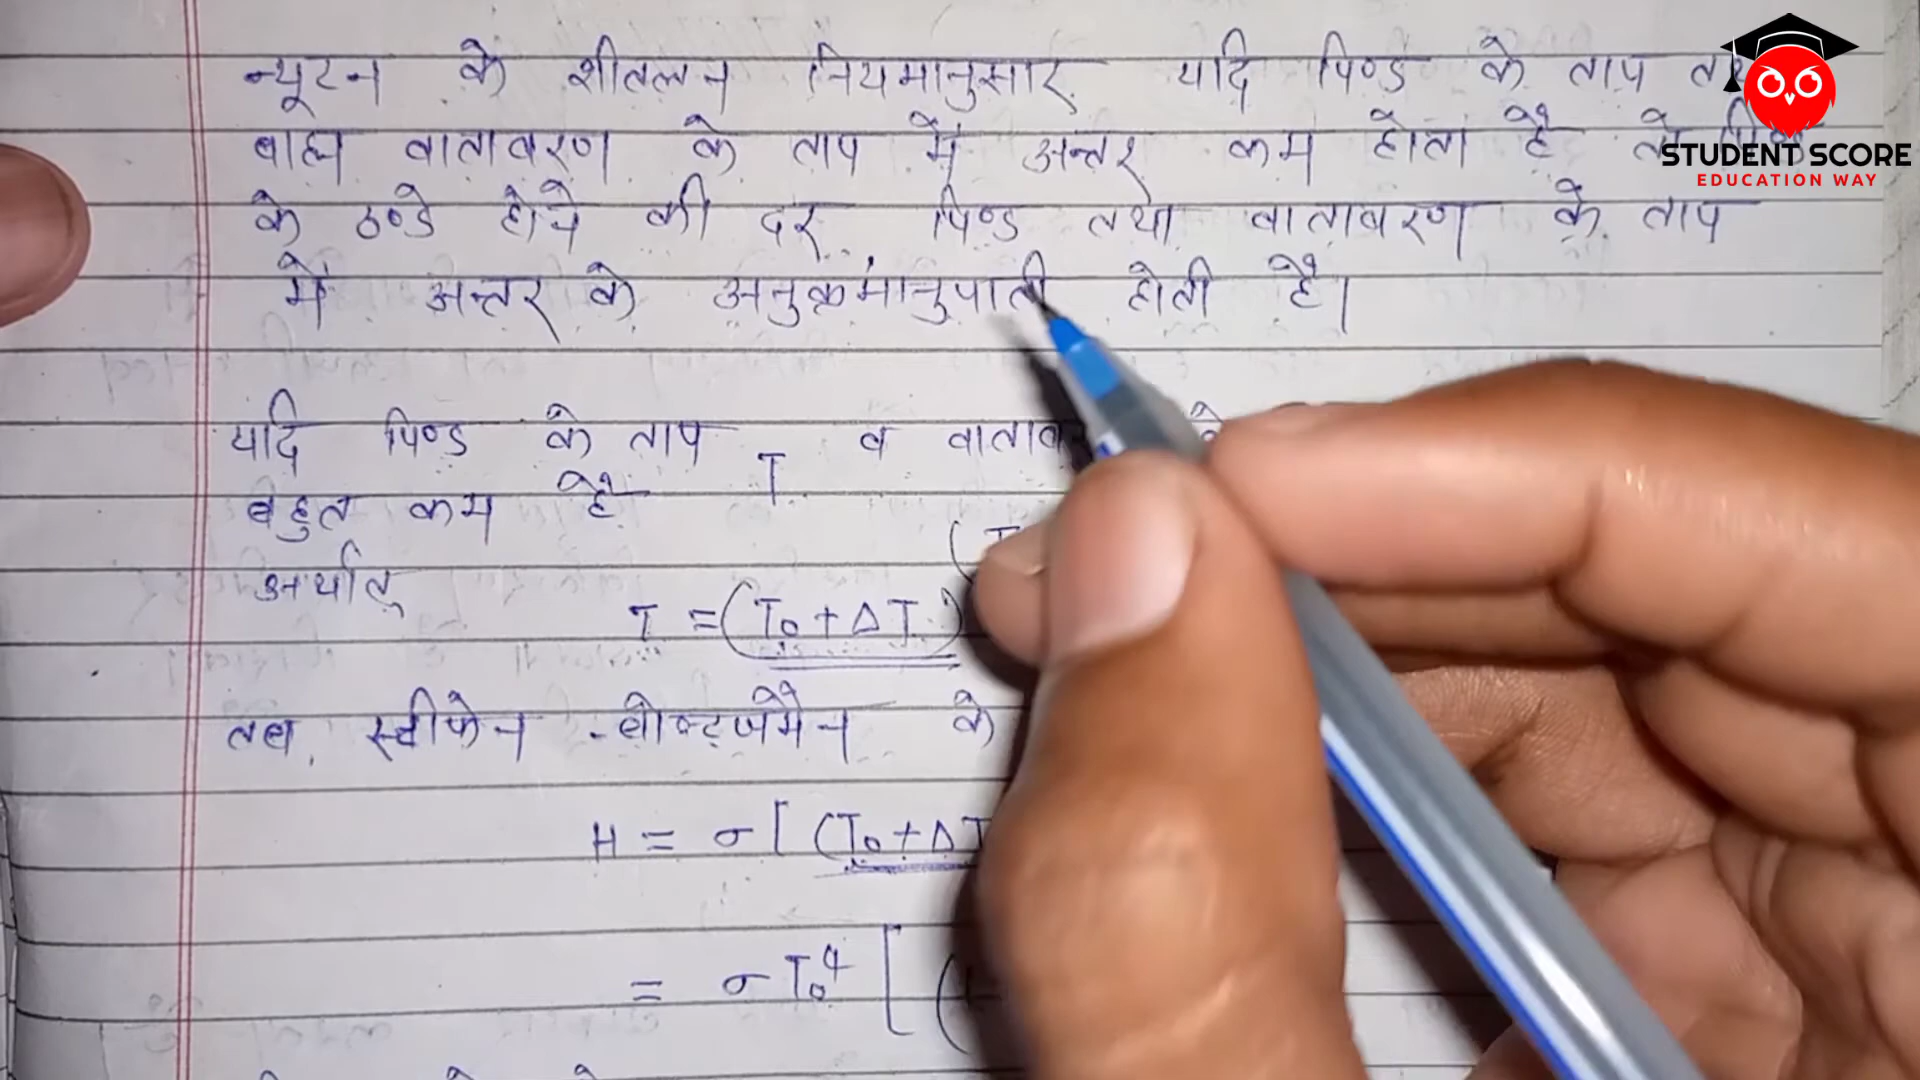 न्यूटन के शीतलन नियमानुसार यदि पिण्ड के ताप
बाह्य वातावरण के ताप में अन्तर कम होता है
के ठण्डे होने की दर पिण्ड तथा वातावरण के ताप
में अन्तर के अनुक्रमानुपाती होती है।
यदि पिण्ड के ताप T व
बहुत कम है
अर्थात्
T = (T₀ + ΔT)
तब स्टीफेन - बोल्ट्जमैन के
H = σ [ (T₀ + ΔT
= σ T₀⁴ [ (
STUDENT SCORE
EDUCATION WAY